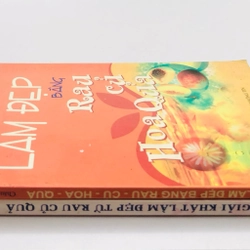 LÀM ĐẸP
BẰNG
Rau
củ
Hoa Quả
LÀM ĐẸP BẰNG RAU - CỦ - HOA - QUẢ
GIẢI KHÁT LÀM ĐẸP TỪ RAU CỦ QUẢ